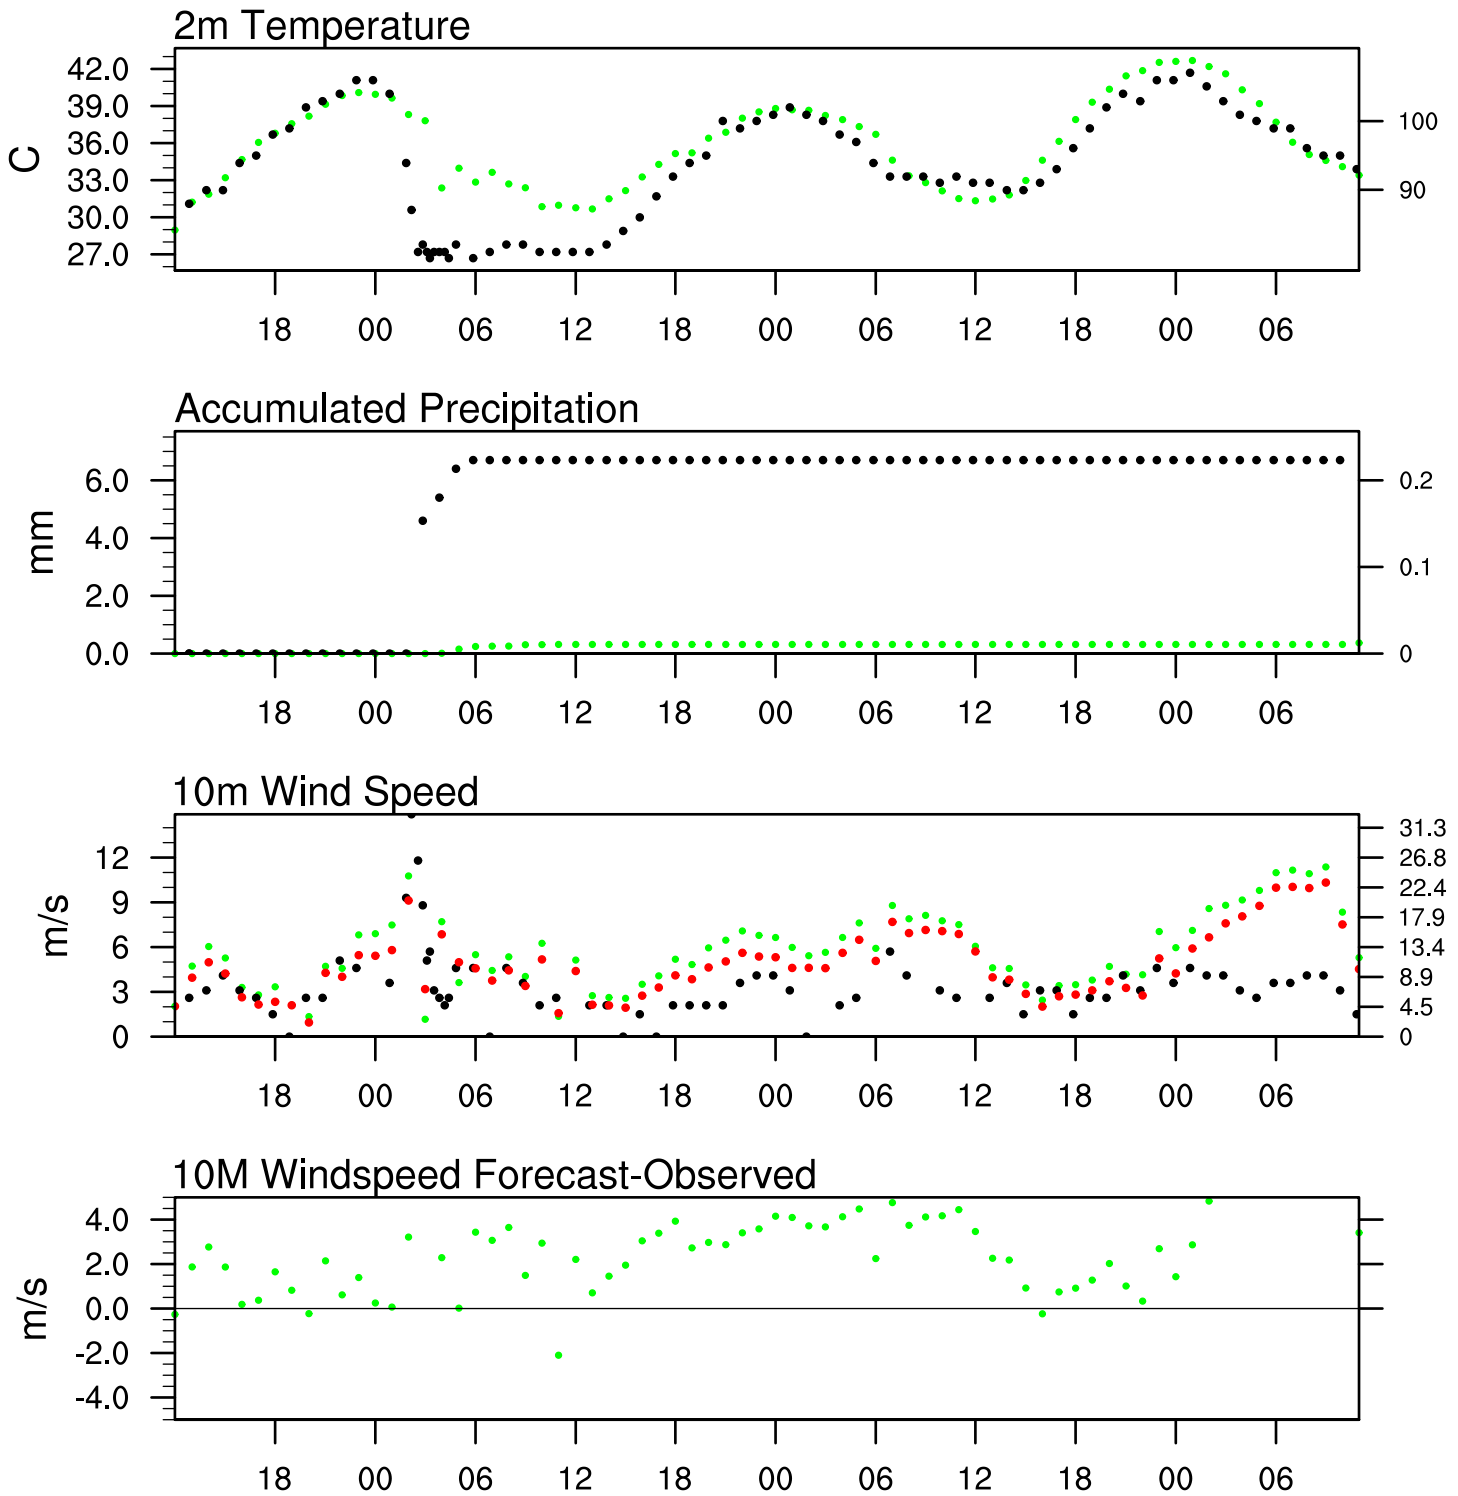 2m Temperature
42.0
39.0
36.0
33.0
30.0
27.0
C
100
90
18 00 06 12 18 00 06 12 18 00 06
Accumulated Precipitation
6.0
4.0
2.0
0.0
mm
0.2
0.1
0
18 00 06 12 18 00 06 12 18 00 06
10m Wind Speed
12
9
6
3
0
m/s
31.3
26.8
22.4
17.9
13.4
8.9
4.5
0
18 00 06 12 18 00 06 12 18 00 06
10M Windspeed Forecast-Observed
4.0
2.0
0.0
-2.0
-4.0
m/s
18 00 06 12 18 00 06 12 18 00 06